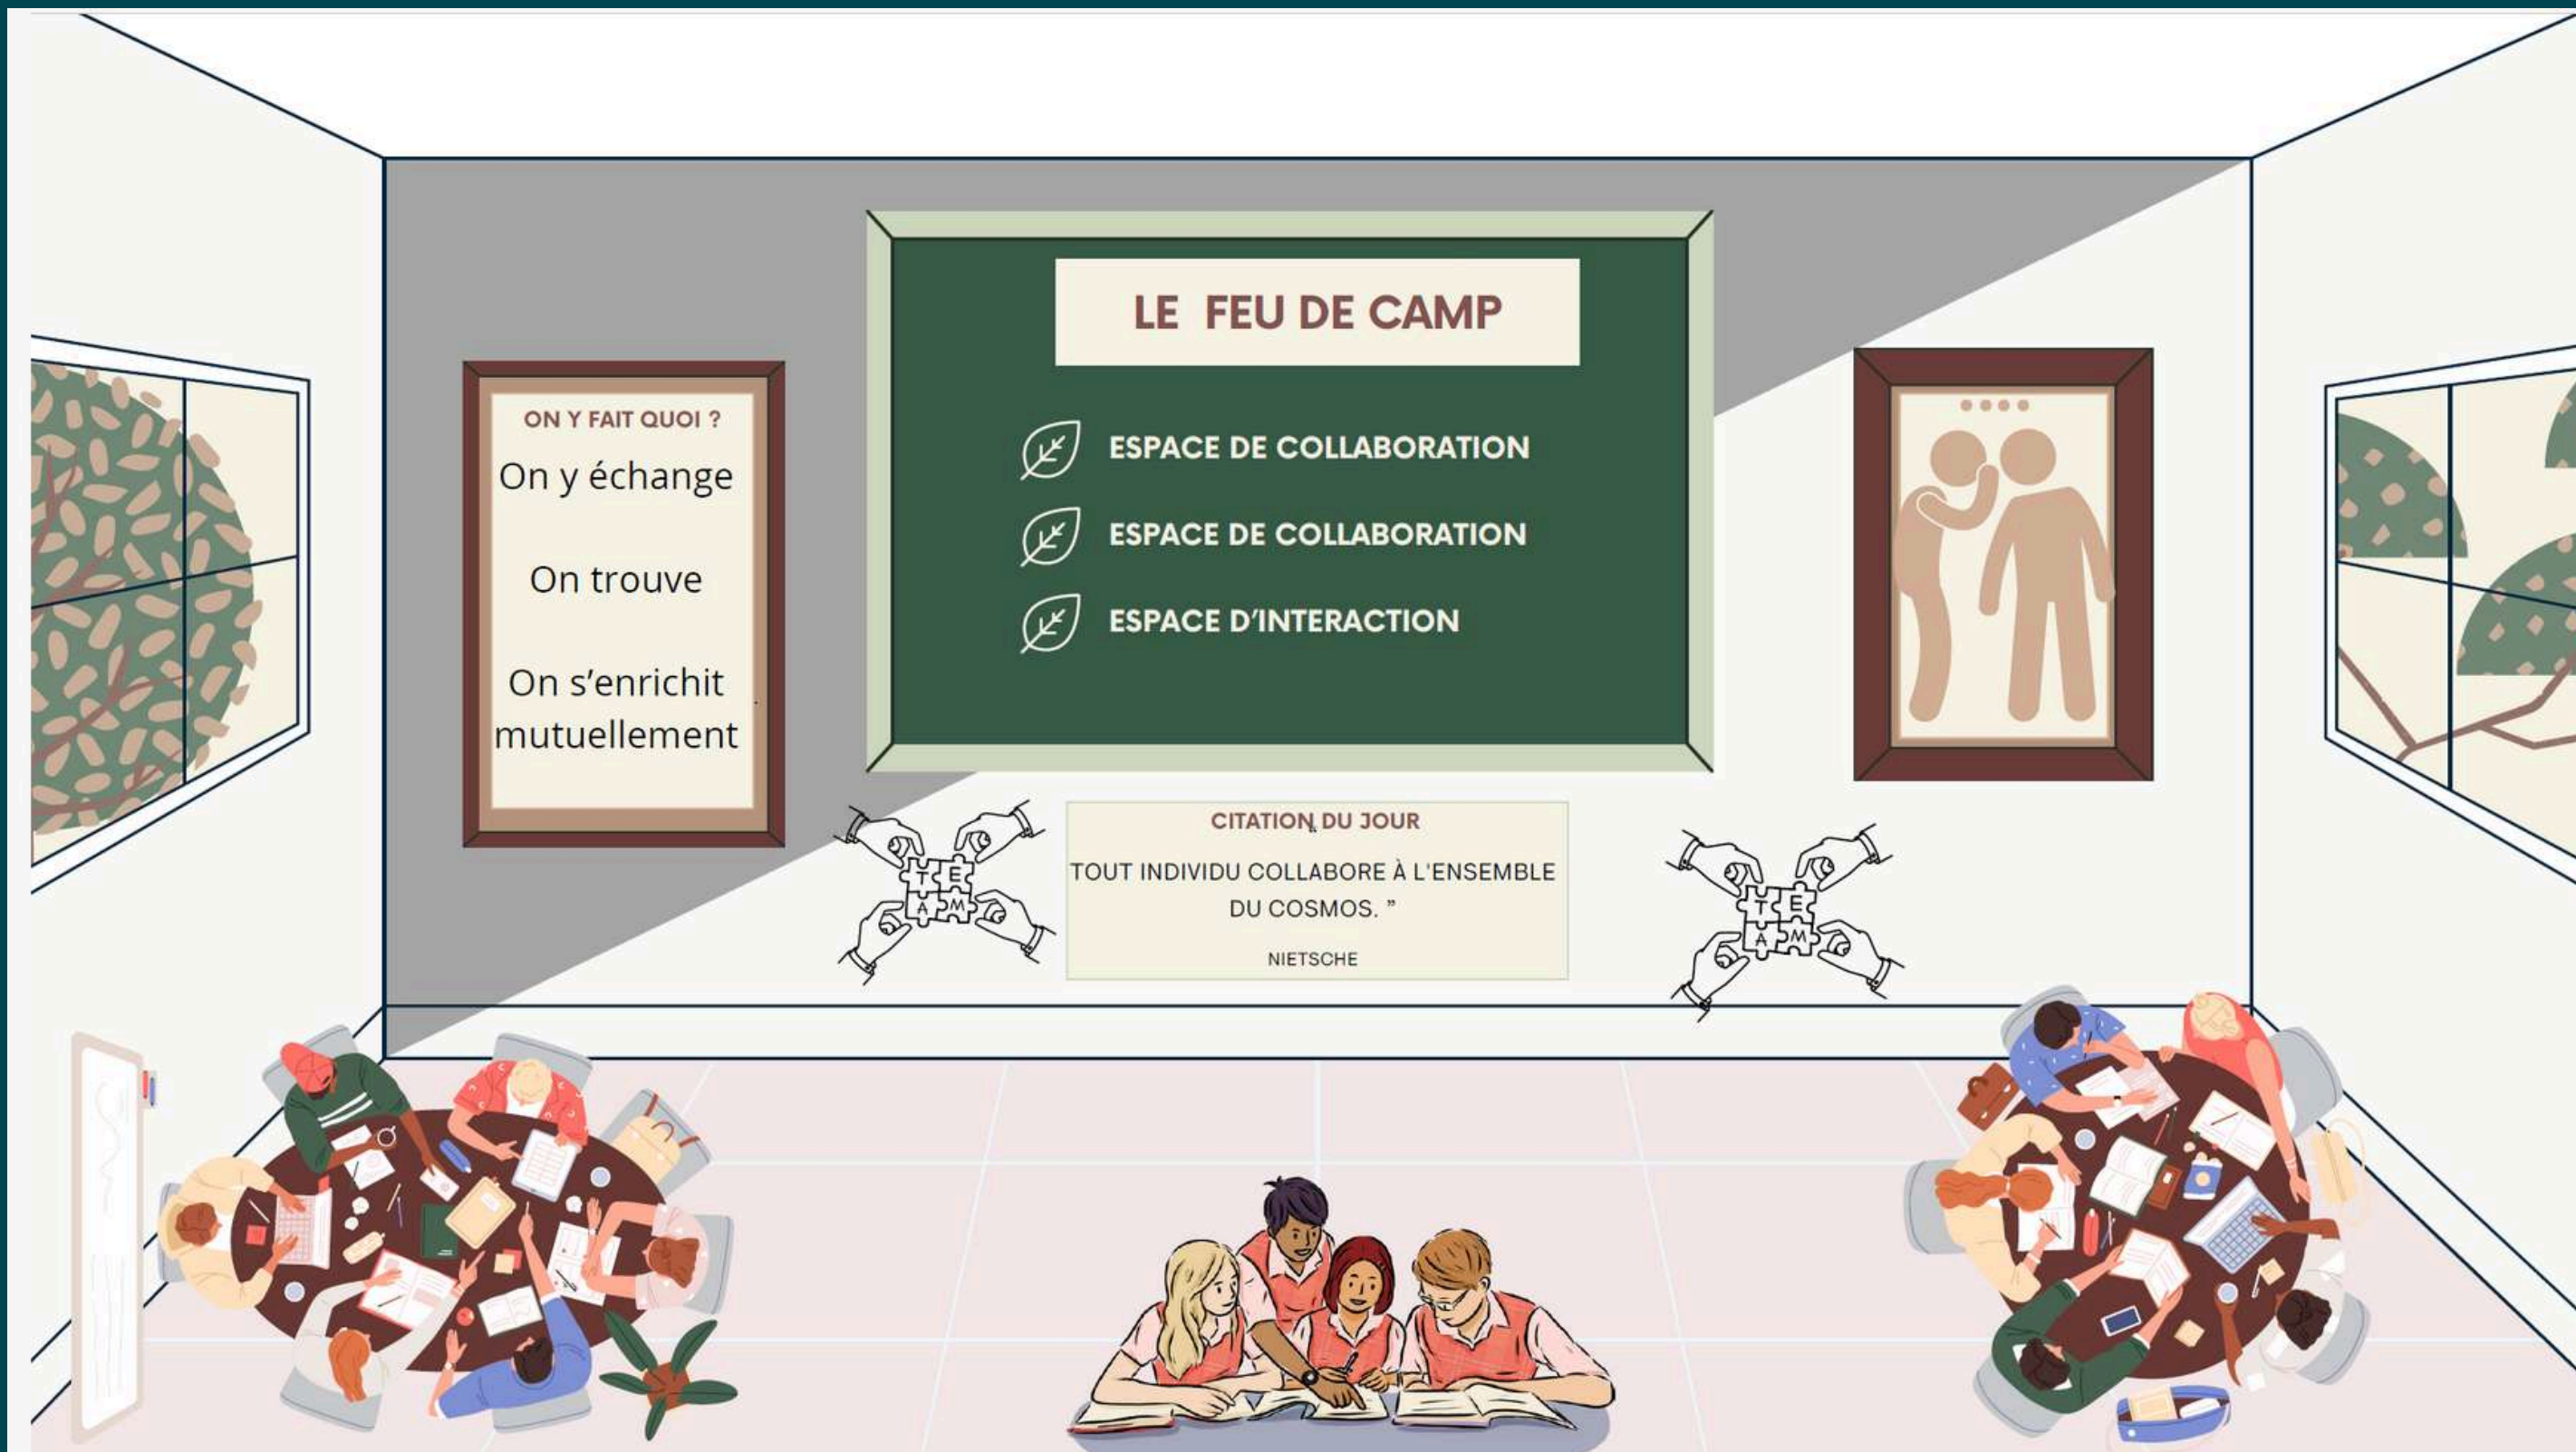 LE FEU DE CAMP
ESPACE DE COLLABORATION
ESPACE DE COLLABORATION
ESPACE D'INTERACTION
ON Y FAIT QUOI ?
On y échange
On trouve
On s'enrichit
mutuellement
CITATION DU JOUR
“
TOUT INDIVIDU COLLABORE À L'ENSEMBLE
DU COSMOS. ”
NIETSCHE
T E
A M
T E
A M